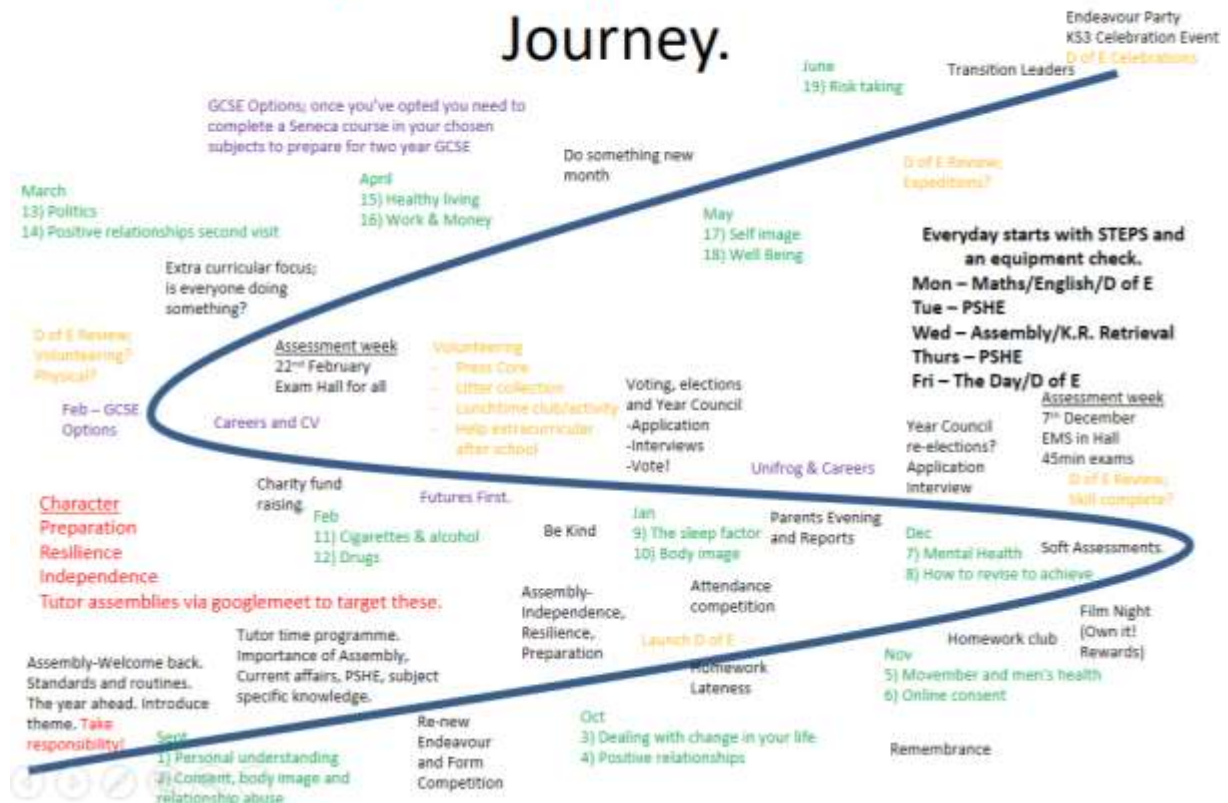 Journey.
Endeavour Party
KS3 Celebration Event
D of E Celebrations
June
19) Risk taking
Transition Leaders
GCSE Options; once you've opted you need to
complete a Seneca course in your chosen
subjects to prepare for two year GCSE
Do something new
month
D of E Review;
Expeditions?
March
13) Politics
14) Positive relationships second visit
April
15) Healthy living
16) Work & Money
May
17) Self image
18) Well Being
Everyday starts with STEPS and
an equipment check.
Mon – Maths/English/D of E
Tue – PSHE
Wed – Assembly/K.R. Retrieval
Thurs – PSHE
Fri – The Day/D of E
Extra curricular focus;
is everyone doing
something?
D of E Review;
Volunteering?
Physical?
Assessment week
22nd February
Exam Hall for all
Volunteering
- Press Core
- Litter collection
- Lunchtime club/activity
- Help extracurricular
after school
Voting, elections
and Year Council
-Application
-Interviews
-Vote!
Feb – GCSE
Options
Careers and CV
Unifrog & Careers
Year Council
re-elections?
Application
Interview
Assessment week
7th December
EMS in Hall
45min exams
D of E Review;
Skill complete?
Charity fund
raising.
Futures First.
Character
Preparation
Resilience
Independence
Tutor assemblies via googlemeet to target these.
Feb
11) Cigarettes & alcohol
12) Drugs
Be Kind
Jan
9) The sleep factor
10) Body image
Parents Evening
and Reports
Dec
7) Mental Health
8) How to revise to achieve
Soft Assessments.
Assembly-
Independence,
Resilience,
Preparation
Attendance
competition
Launch D of E
Homework
Lateness
Homework club
Film Night
(Own it!
Rewards)
Assembly-Welcome back.
Standards and routines.
The year ahead. Introduce
theme. Take
responsibility!
Tutor time programme.
Importance of Assembly,
Current affairs, PSHE, subject
specific knowledge.
Nov
5) Movember and men's health
6) Online consent
Sept
1) Personal understanding
2) Consent, body image and
relationship abuse
Re-new
Endeavour
and Form
Competition
Oct
3) Dealing with change in your life
4) Positive relationships
Remembrance